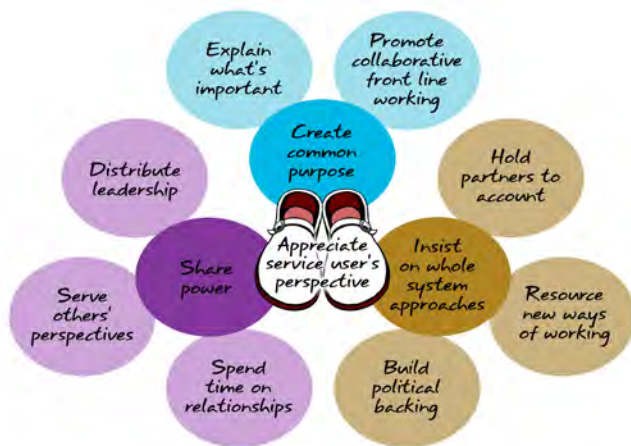 Explain
what's
important
Promote
collaborative
front line
working
Create
common
purpose
Distribute
leadership
Hold
partners to
account
Share
power
Appreciate
service user's
perspective
Insist
on whole
system
approaches
Serve
others'
perspectives
Resource
new ways
of working
Spend
time on
relationships
Build
political
backing